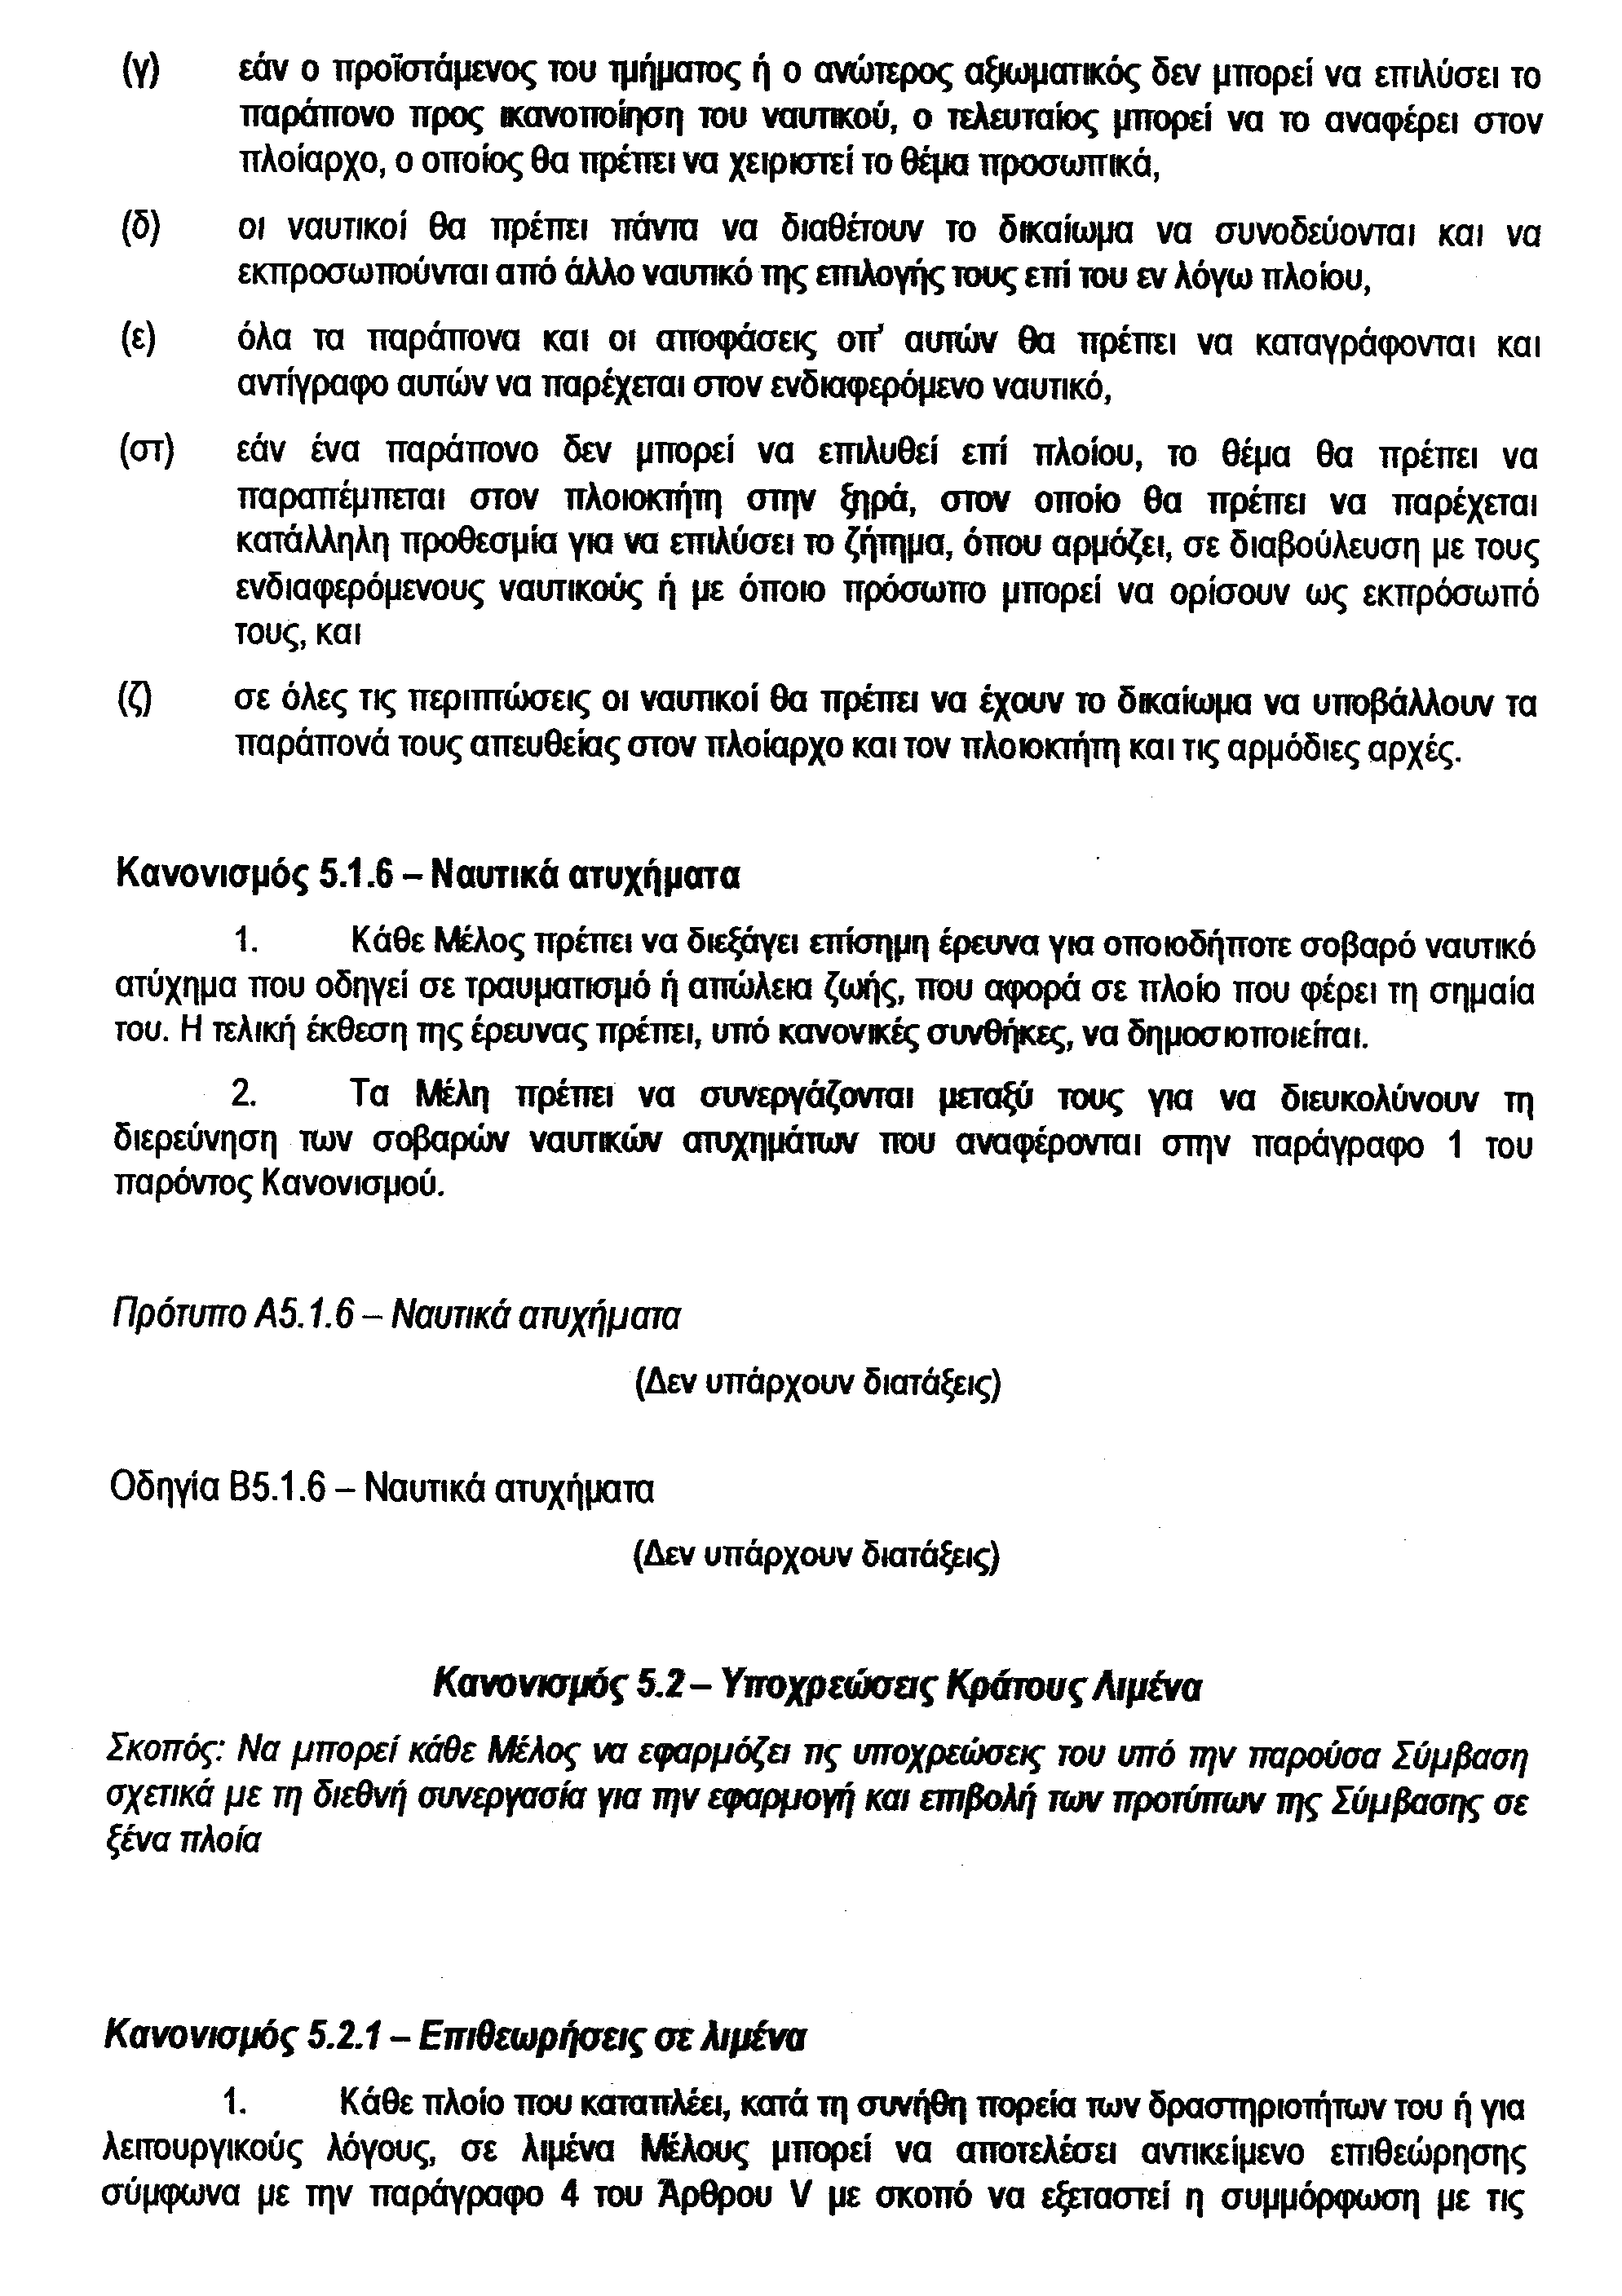 (γ) εάν ο προϊστάμενος του τμήματος ή ο ανώτερος αξιωματικός δεν μπορεί να επιλύσει το
παράπονο προς ικανοποίηση του ναυτικού, ο τελευταίος μπορεί να το αναφέρει στον
πλοίαρχο, ο οποίος θα πρέπει να χειριστεί το θέμα προσωπικά,
(δ) οι ναυτικοί θα πρέπει πάντα να διαθέτουν το δικαίωμα να συνοδεύονται και να
εκπροσωπούνται από άλλο ναυτικό της επιλογής τους επί του εν λόγω πλοίου,
(ε) όλα τα παράπονα και οι αποφάσεις οπ' αυτών θα πρέπει να καταγράφονται και
αντίγραφο αυτών να παρέχεται στον ενδιαφερόμενο ναυτικό,
(στ) εάν ένα παράπονο δεν μπορεί να επιλυθεί επί πλοίου, το θέμα θα πρέπει να
παραπέμπεται στον πλοιοκτήτη στην ξηρά, στον οποίο θα πρέπει να παρέχεται
κατάλληλη προθεσμία για να επιλύσει το ζήτημα, όπου αρμόζει, σε διαβούλευση με τους
ενδιαφερόμενους ναυτικούς ή με όποιο πρόσωπο μπορεί να ορίσουν ως εκπρόσωπό
τους, και
(ζ) σε όλες τις περιπτώσεις οι ναυτικοί θα πρέπει να έχουν το δικαίωμα να υποβάλλουν τα
παράπονά τους απευθείας στον πλοίαρχο και τον πλοιοκτήτη και τις αρμόδιες αρχές.
Κανονισμός 5.1.6 – Ναυτικά ατυχήματα
1. Κάθε Μέλος πρέπει να διεξάγει επίσημη έρευνα για οποιοδήποτε σοβαρό ναυτικό
ατύχημα που οδηγεί σε τραυματισμό ή απώλεια ζωής, που αφορά σε πλοίο που φέρει τη σημαία
του. Η τελική έκθεση της έρευνας πρέπει, υπό κανονικές συνθήκες, να δημοσιοποιείται.
2. Τα Μέλη πρέπει να συνεργάζονται μεταξύ τους για να διευκολύνουν τη
διερεύνηση των σοβαρών ναυτικών ατυχημάτων που αναφέρονται στην παράγραφο 1 του
παρόντος Κανονισμού.
Πρότυπο Α5.1.6 – Ναυτικά ατυχήματα
(Δεν υπάρχουν διατάξεις)
Οδηγία Β5.1.6 – Ναυτικά ατυχήματα
(Δεν υπάρχουν διατάξεις)
Κανονισμός 5.2 – Υποχρεώσεις Κράτους Λιμένα
Σκοπός: Να μπορεί κάθε Μέλος να εφαρμόζει τις υποχρεώσεις του υπό την παρούσα Σύμβαση
σχετικά με τη διεθνή συνεργασία για την εφαρμογή και επιβολή των προτύπων της Σύμβασης σε
ξένα πλοία
Κανονισμός 5.2.1 – Επιθεωρήσεις σε λιμένα
1. Κάθε πλοίο που καταπλέει, κατά τη συνήθη πορεία των δραστηριοτήτων του ή για
λειτουργικούς λόγους, σε λιμένα Μέλους μπορεί να αποτελέσει αντικείμενο επιθεώρησης
σύμφωνα με την παράγραφο 4 του Άρθρου V με σκοπό να εξεταστεί η συμμόρφωση με τις